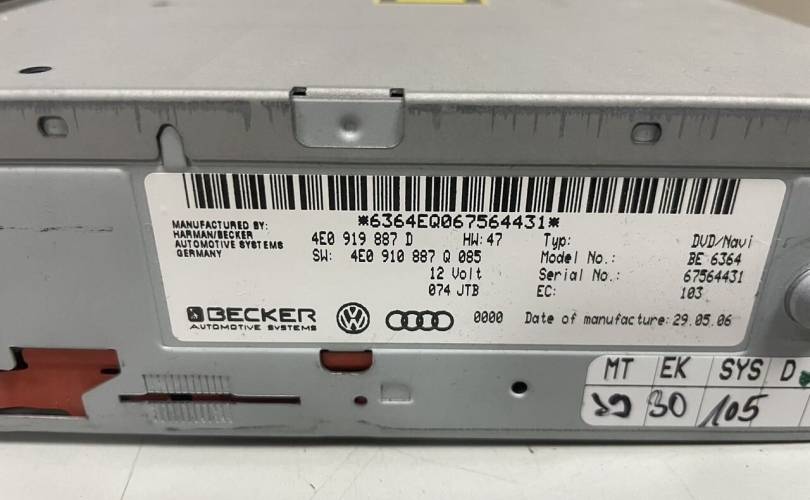 *6364EQ067564431*
MANUFACTURED BY:
HARMAN/BECKER
AUTOMOTIVE SYSTEMS
GERMANY
4E0 919 887 D HW:47
SW: 4E0 910 887 Q 085
12 Volt
074 JTB
Typ: DVD/Navi
Model No.: BE 6364
Serial No.: 67564431
EC: 103
BECKER
AUTOMOTIVE SYSTEMS
0000 Date of manufacture: 29.05.06
MT EK SYS D
30 105